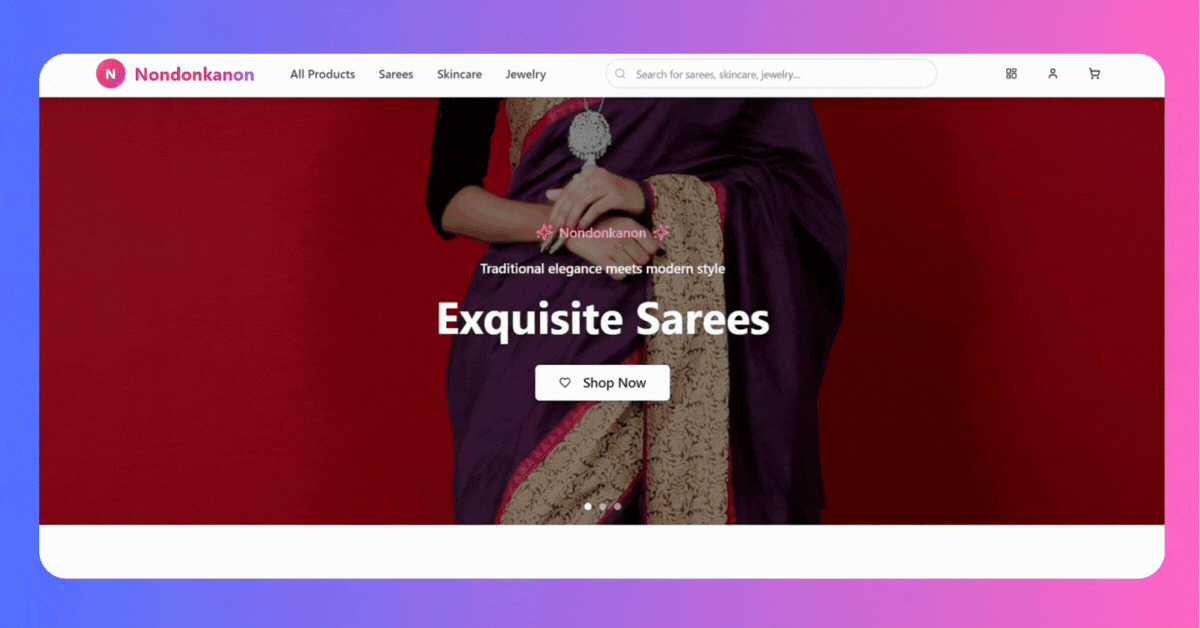 N Nondonkanon All Products Sarees Skincare Jewelry Search for sarees, skincare, jewelry...
Nondonkanon
Traditional elegance meets modern style
Exquisite Sarees
Shop Now